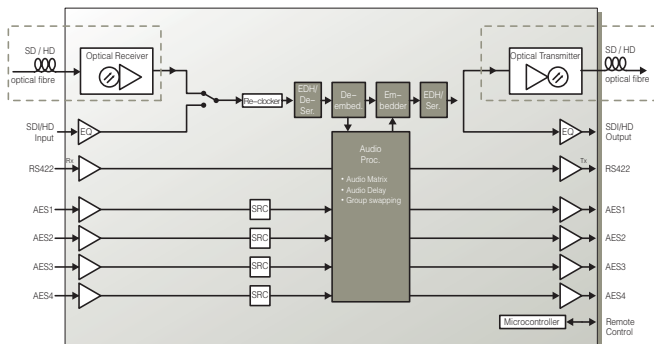 SD / HD
optical fibre
Optical Receiver
SDI/HD
Input
EQ
Re-clocker
EDH/
De-
Ser.
De-
embed.
Em-
bedder
EDH/
Ser.
Optical Transmitter
SD / HD
optical fibre
EQ
SDI/HD
Output
RS422
Rx
Audio
Proc.
• Audio Matrix
• Audio Delay
• Group swapping
Tx
RS422
AES1
SRC
AES1
AES2
SRC
AES2
AES3
SRC
AES3
AES4
SRC
AES4
Microcontroller
Remote
Control